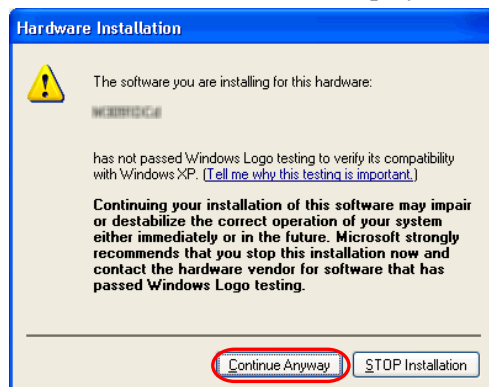 Hardware Installation
The software you are installing for this hardware:
has not passed Windows Logo testing to verify its compatibility
with Windows XP. (Tell me why this testing is important.)
Continuing your installation of this software may impair
or destabilize the correct operation of your system
either immediately or in the future. Microsoft strongly
recommends that you stop this installation now and
contact the hardware vendor for software that has
passed Windows Logo testing.
Continue Anyway STOP Installation